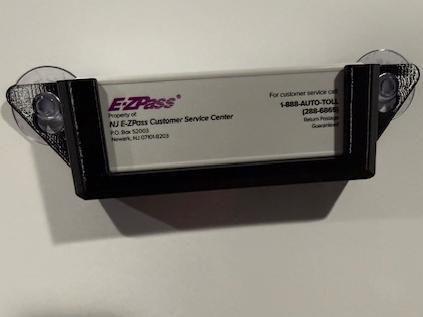 E-ZPass®
Property of:
NJ E-ZPass Customer Service Center
P.O. Box 52003
Newark, NJ 07101-8203
For customer service call:
1-888-AUTO-TOLL
(288-6865)
Return Postage
Guaranteed